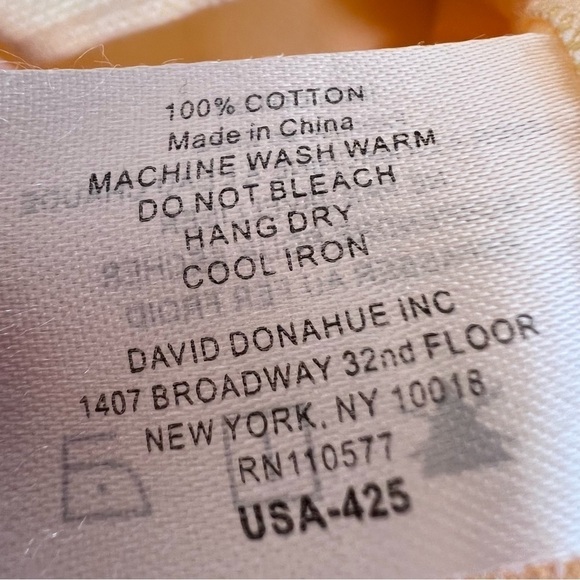 100% COTTON
Made in China
MACHINE WASH WARM
DO NOT BLEACH
HANG DRY
COOL IRON
DAVID DONAHUE INC
1407 BROADWAY 32nd FLOOR
NEW YORK, NY 10018
RN110577
USA-425